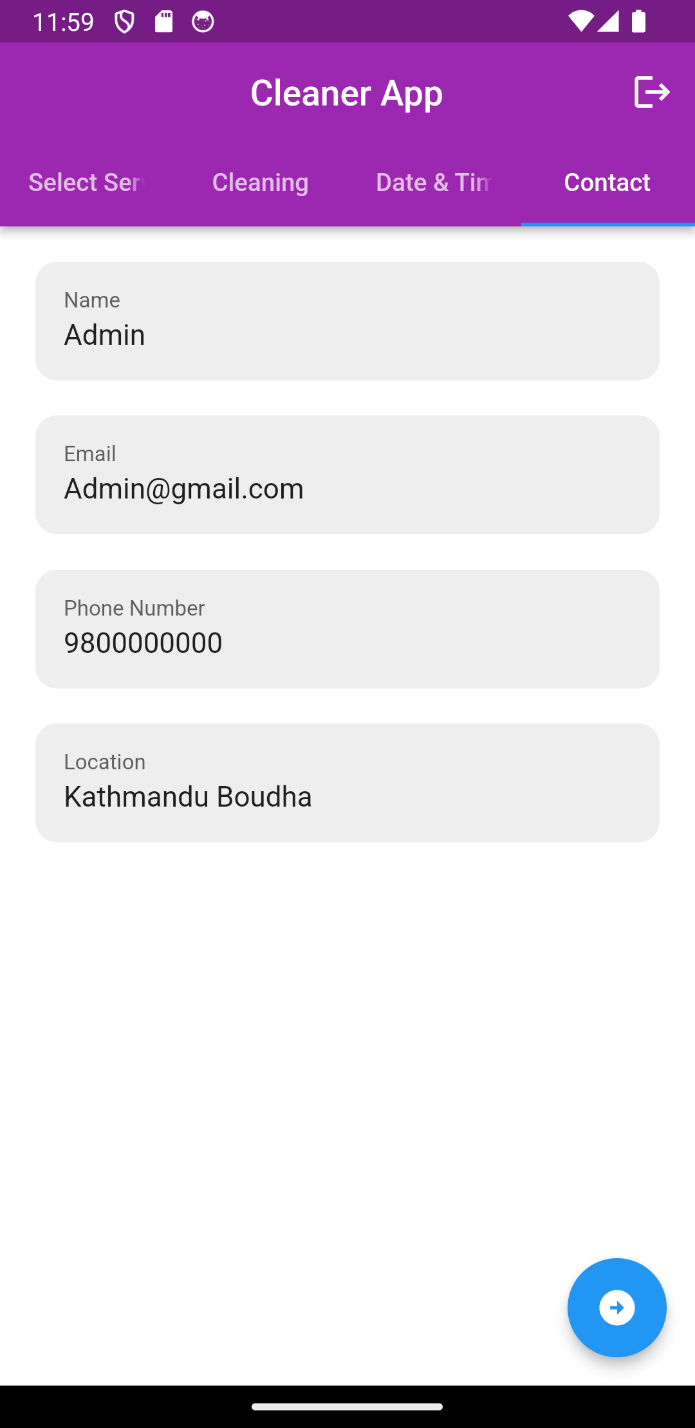 11:59
Cleaner App
Select Ser
Cleaning
Date & Tim
Contact
Name
Admin
Email
Admin@gmail.com
Phone Number
9800000000
Location
Kathmandu Boudha